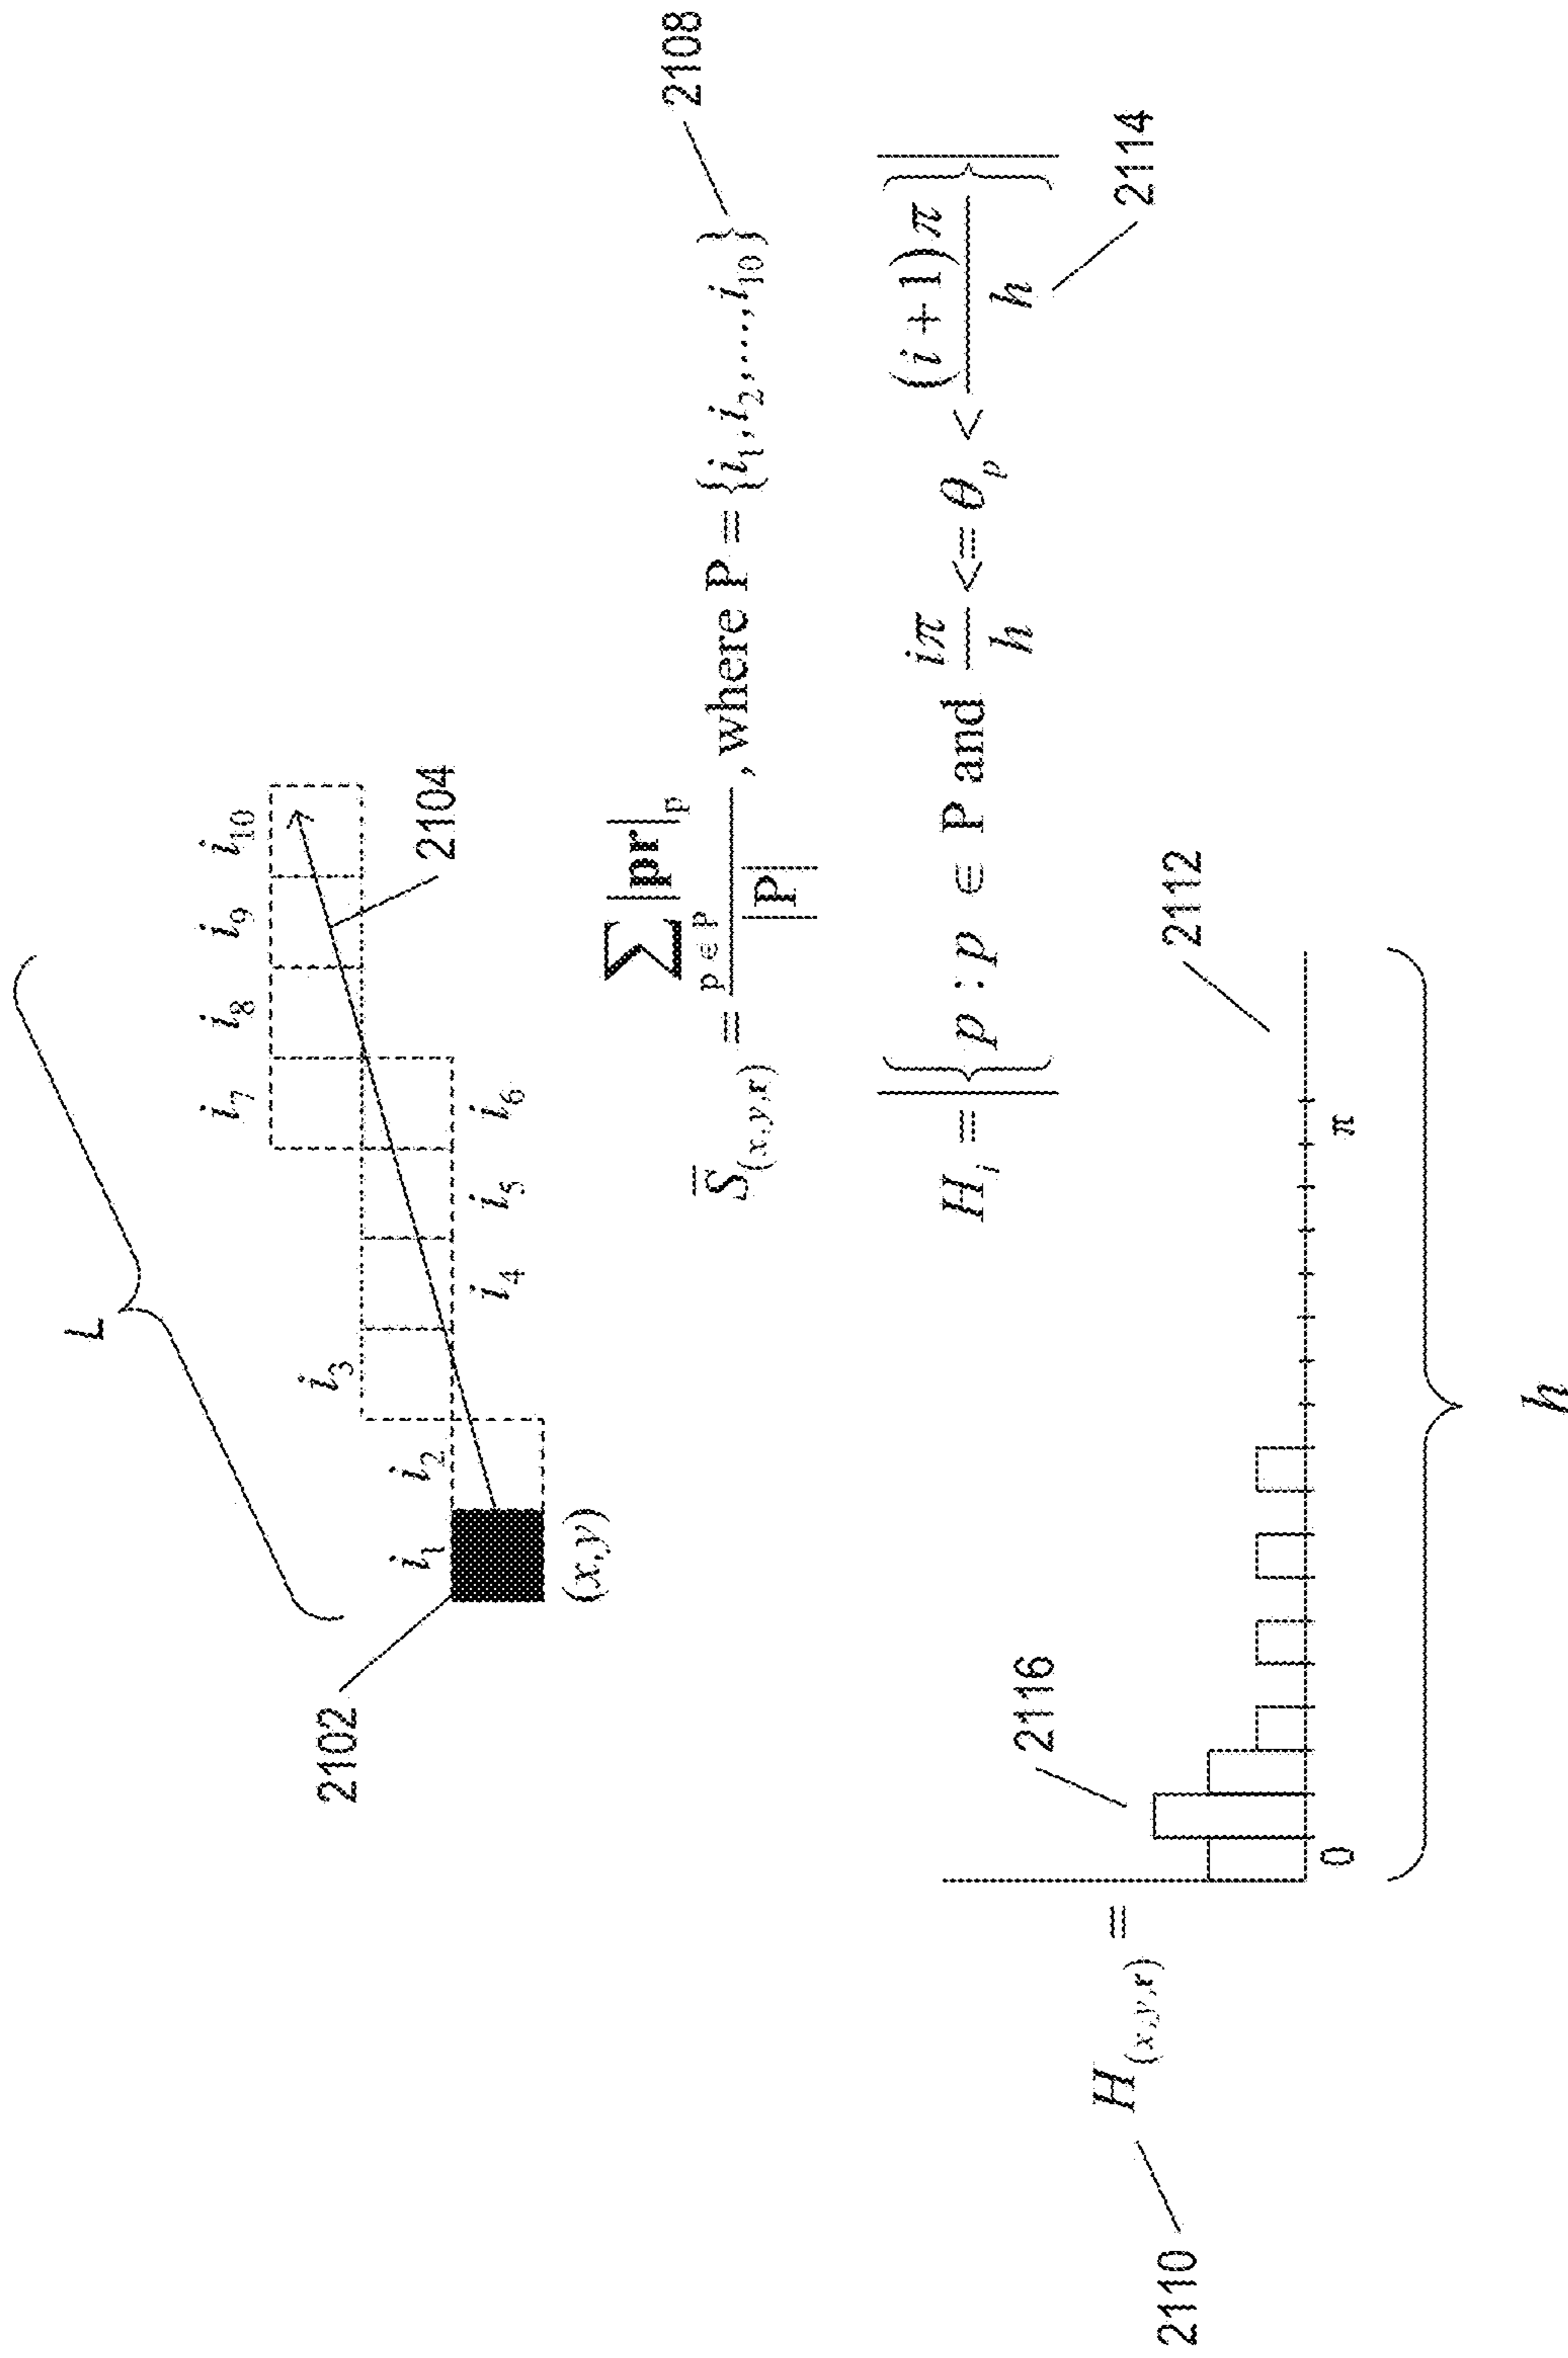 L
i₇ i₈ i₉ i₁₀
i₃
i₁ i₂
i₄ i₅ i₆
(x,y)
2102
2104
S̄₍ₓ,ᵧ,ᵣ₎ = ∑ p ∈ P |pr|ₚ / |P| , where P = {i₁,i₂,...,i₁₀}
2108
Hᵢ = |{p : p ∈ P and iπ/h <= θₚ < (i+1)π/h}|
2114
2116
2112
2110
H₍ₓ,ᵧ,ᵣ₎ =
0 π
h